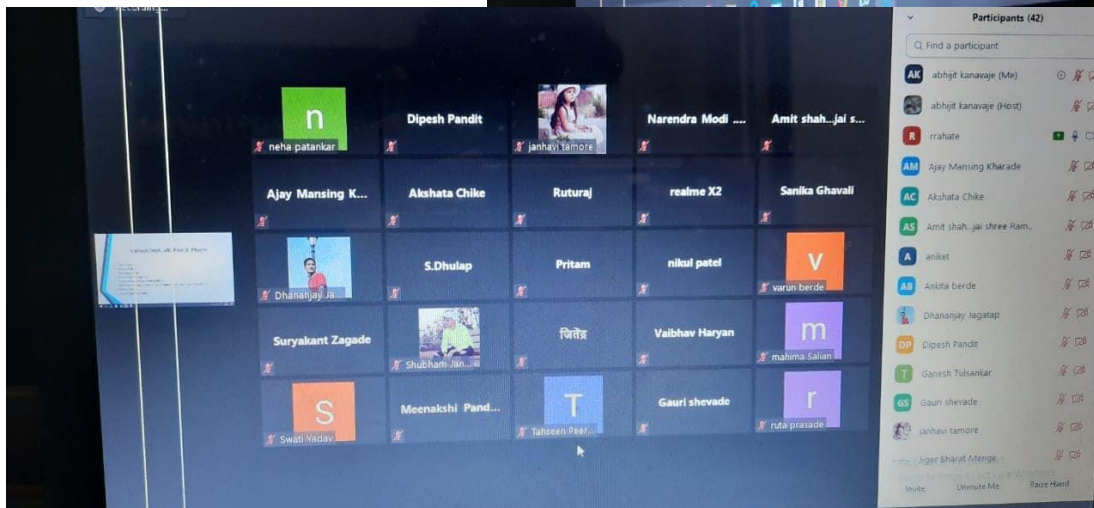 Recording...
Participants (42)
Find a participant
n
neha patankar
Dipesh Pandit
janhavi tamore
Narendra Modi ....
Amit shah...jai s...
Ajay Mansing K...
Akshata Chike
Ruturaj
realme X2
Sanika Ghavali
Dhananjay Ja...
S.Dhulap
Pritam
nikul patel
V
varun berde
Suryakant Zagade
Shubham Jan...
जितेंद्र
Vaibhav Haryan
m
mahima Salian
S
Swati Yadav
Meenakshi Pand...
T
Tahseen Peer...
Gauri shevade
r
ruta prasade
AK abhijit kanavaje (Me)
abhijit kanavaje (Host)
R rrahate
AM Ajay Mansing Kharade
AC Akshata Chike
AS Amit shah...jai shree Ram..
A aniket
AB Ankita berde
Dhananjay Jagatap
DP Dipesh Pandit
T Ganesh Tulsankar
GS Gauri shevade
janhavi tamore
Jigar Bharat Menge
Invite Unmute Me Raise Hand